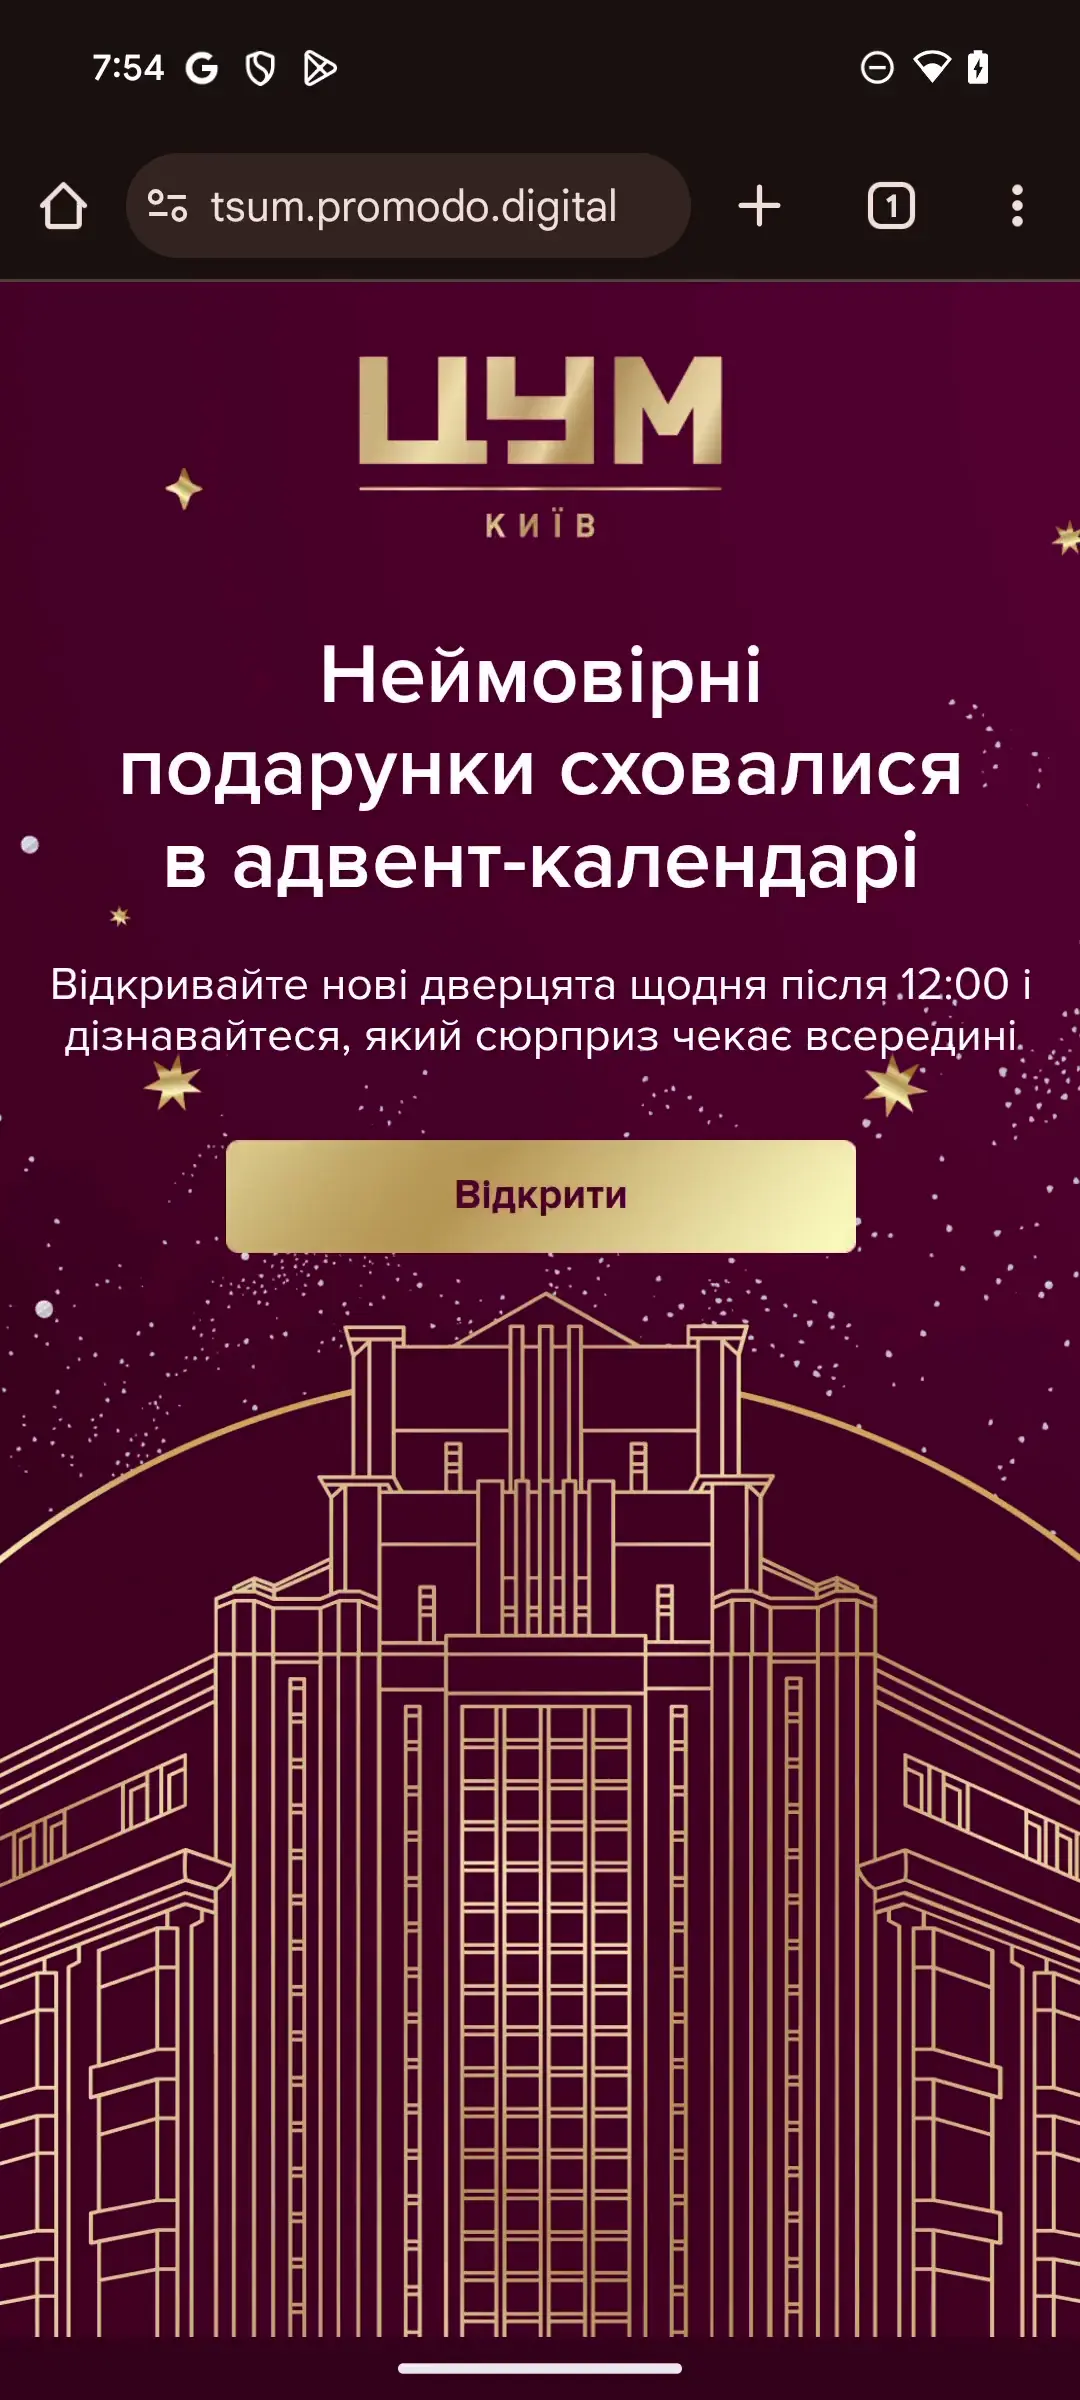 7:54
tsum.promodo.digital
1
ЦУМ
КИЇВ
Неймовірні
подарунки сховалися
в адвент-календарі
Відкривайте нові дверцята щодня після 12:00 і
дізнавайтеся, який сюрприз чекає всередині.
Відкрити